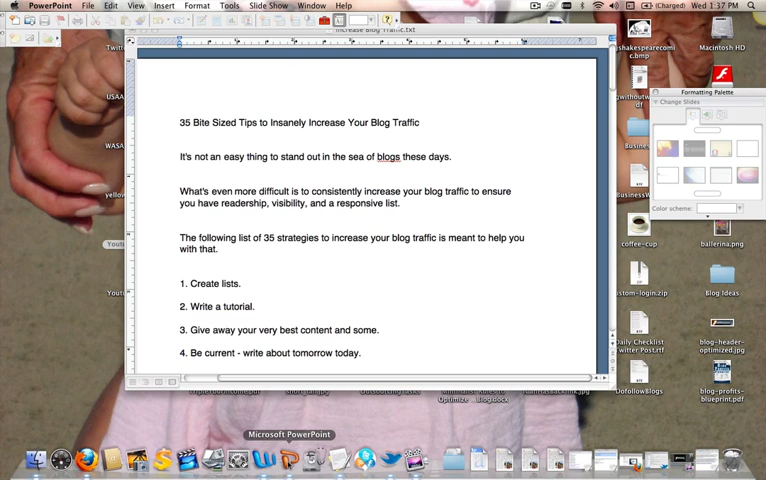 PowerPoint File Edit View Insert Format Tools Slide Show Window Help
(Charged) Wed 1:37 PM
Increase Blog Traffic.txt
35 Bite Sized Tips to Insanely Increase Your Blog Traffic
It's not an easy thing to stand out in the sea of blogs these days.
What's even more difficult is to consistently increase your blog traffic to ensure
you have readership, visibility, and a responsive list.
The following list of 35 strategies to increase your blog traffic is meant to help you
with that.
1. Create lists.
2. Write a tutorial.
3. Give away your very best content and some.
4. Be current - write about tomorrow today.
Formatting Palette
Change Slides
Color scheme:
Macintosh HD
coffee-cup
ballerina.png
Blog Ideas
Daily Checklist
Twitter Post.rtf
blog-header-
optimized.jpg
DofollowBlogs
blog-profits-
blueprint.pdf
Microsoft PowerPoint